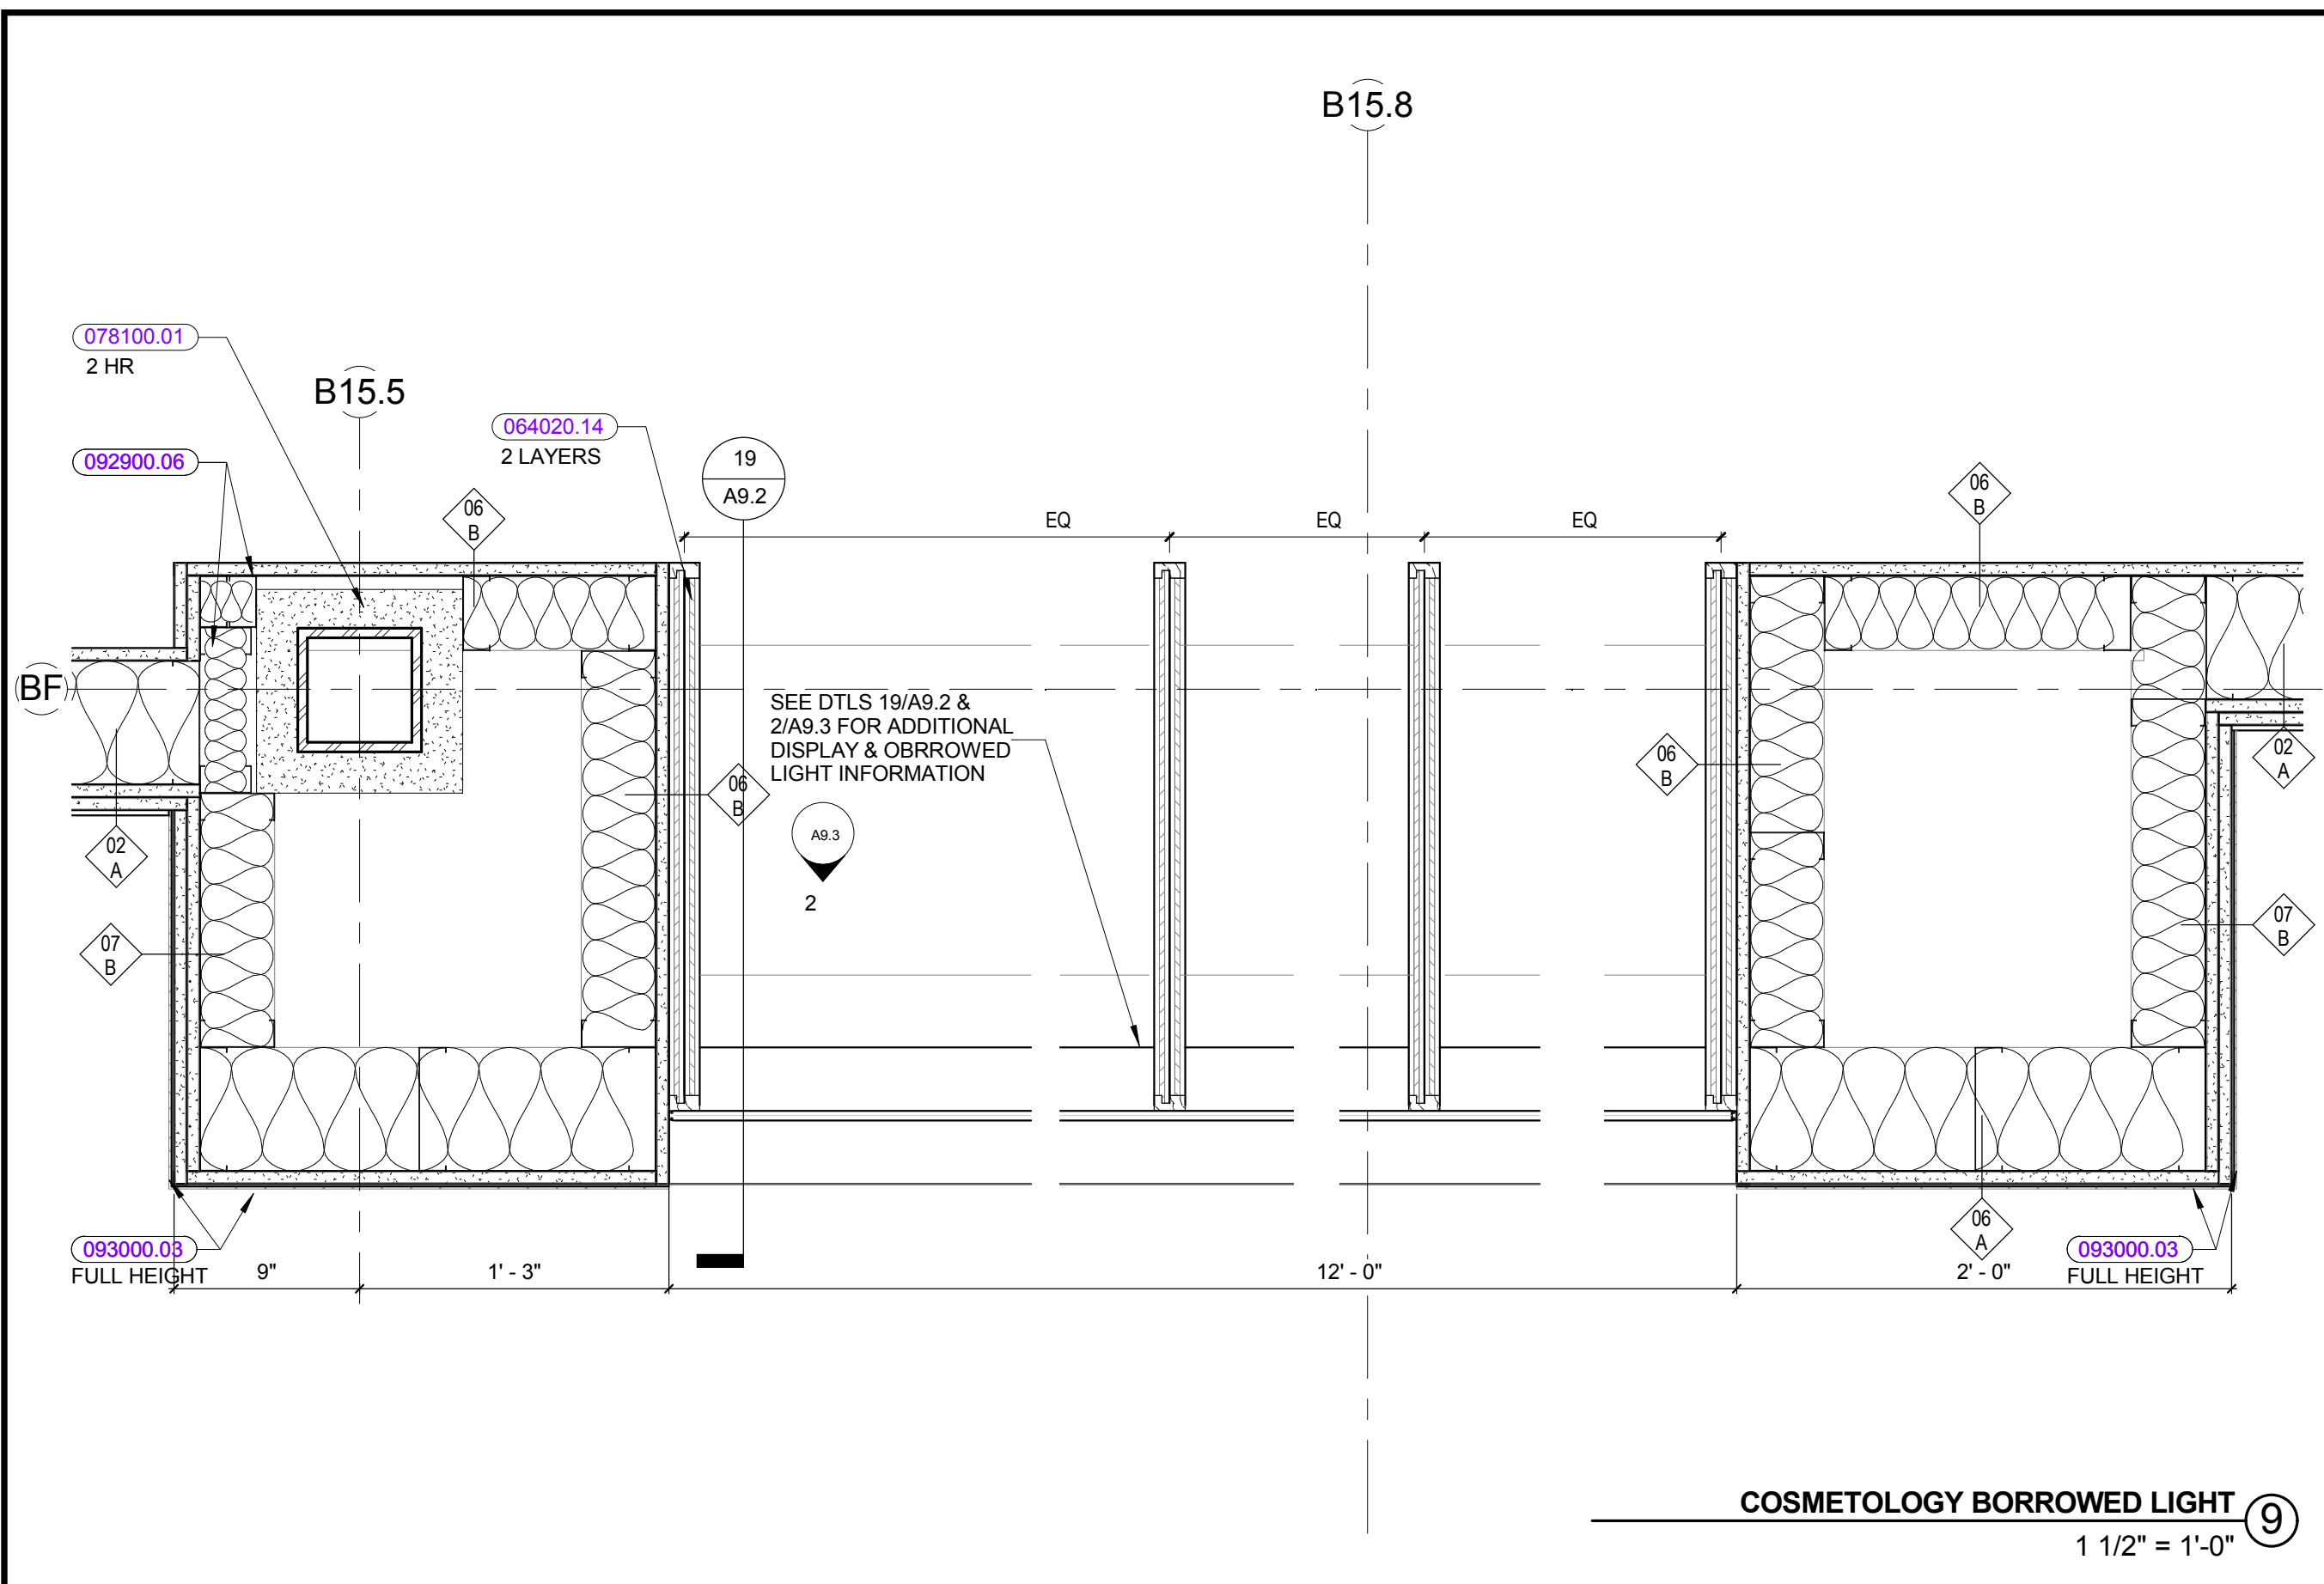 B15.8
078100.01
2 HR
B15.5
064020.14
2 LAYERS
092900.06
19
A9.2
06
B
06
B
EQ
EQ
EQ
BF
SEE DTLS 19/A9.2 &
2/A9.3 FOR ADDITIONAL
DISPLAY & OBRROWED
LIGHT INFORMATION
06
B
06
B
02
A
A9.3
2
02
A
07
B
07
B
06
A
093000.03
FULL HEIGHT
9"
1' - 3"
12' - 0"
2' - 0"
093000.03
FULL HEIGHT
COSMETOLOGY BORROWED LIGHT
9
1 1/2" = 1'-0"